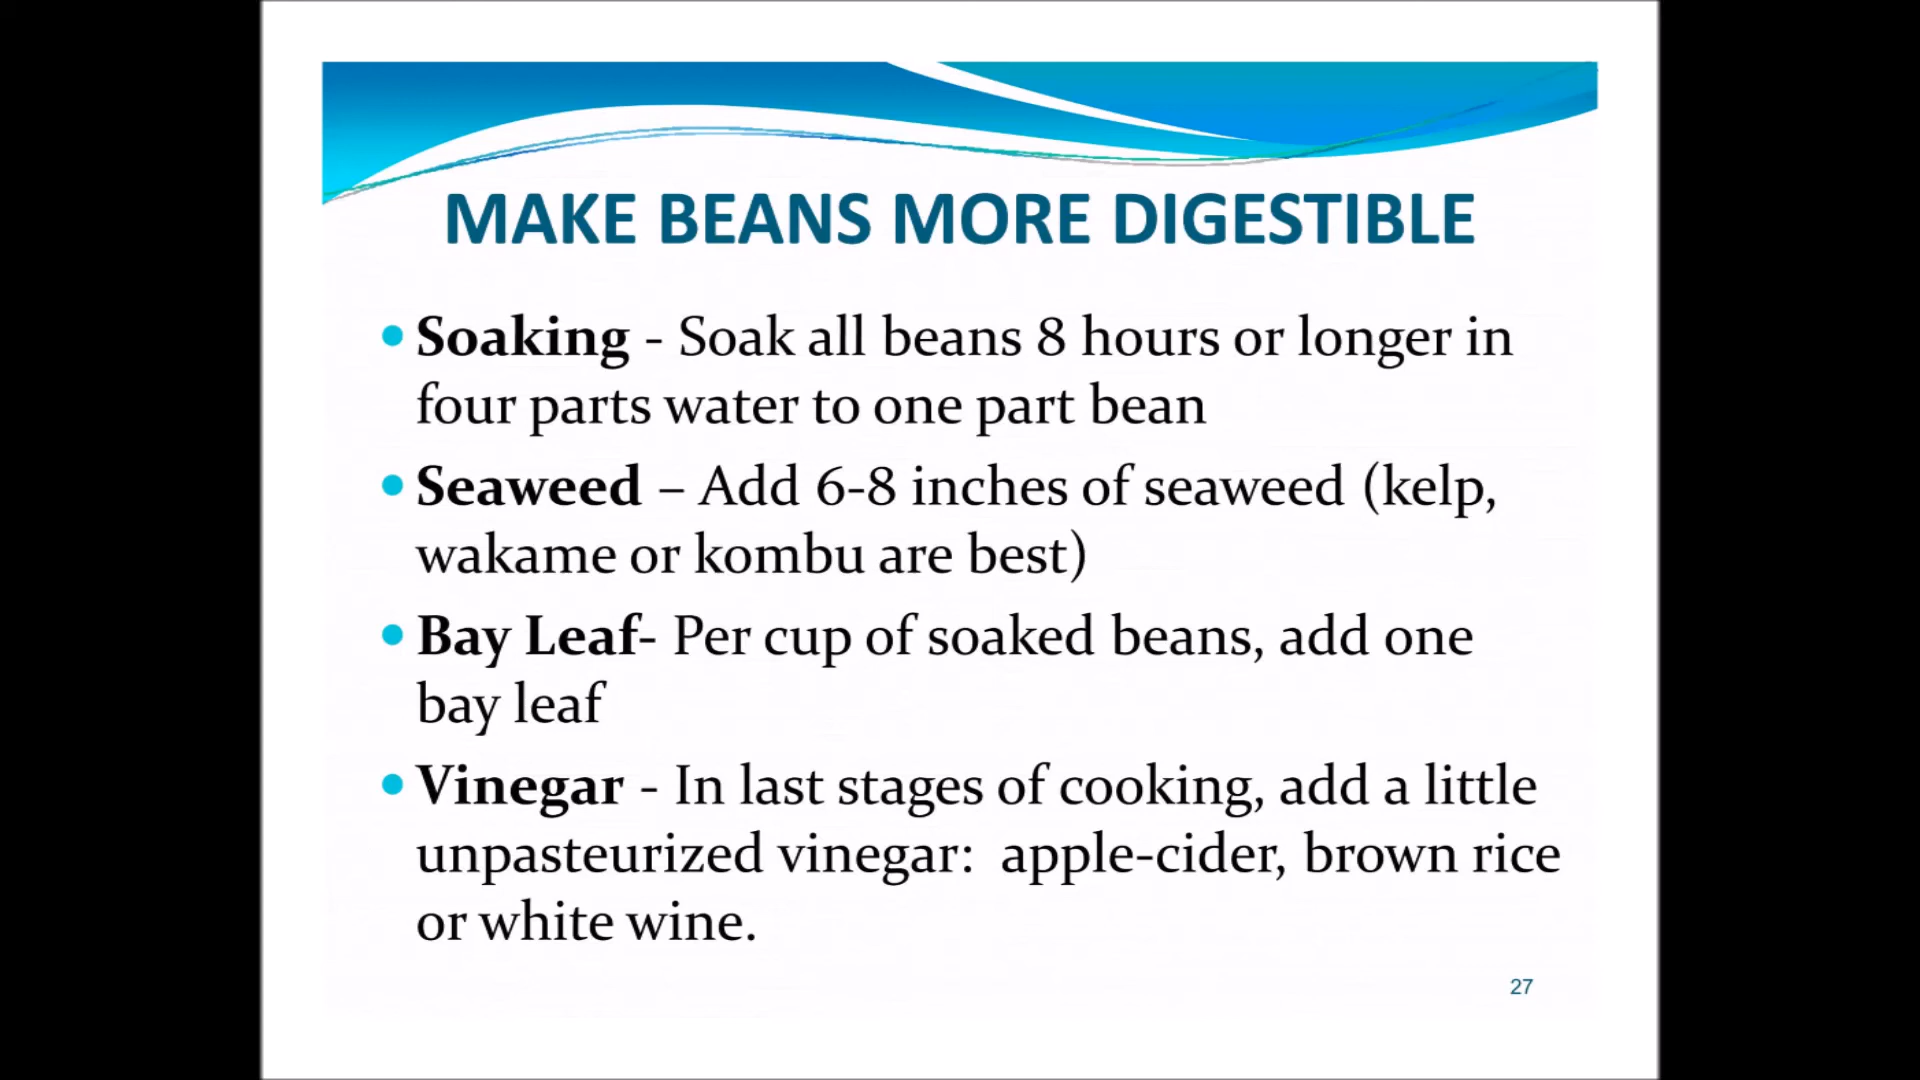 MAKE BEANS MORE DIGESTIBLE
• Soaking - Soak all beans 8 hours or longer in
four parts water to one part bean
• Seaweed – Add 6-8 inches of seaweed (kelp,
wakame or kombu are best)
• Bay Leaf- Per cup of soaked beans, add one
bay leaf
• Vinegar - In last stages of cooking, add a little
unpasteurized vinegar:  apple-cider, brown rice
or white wine.
27